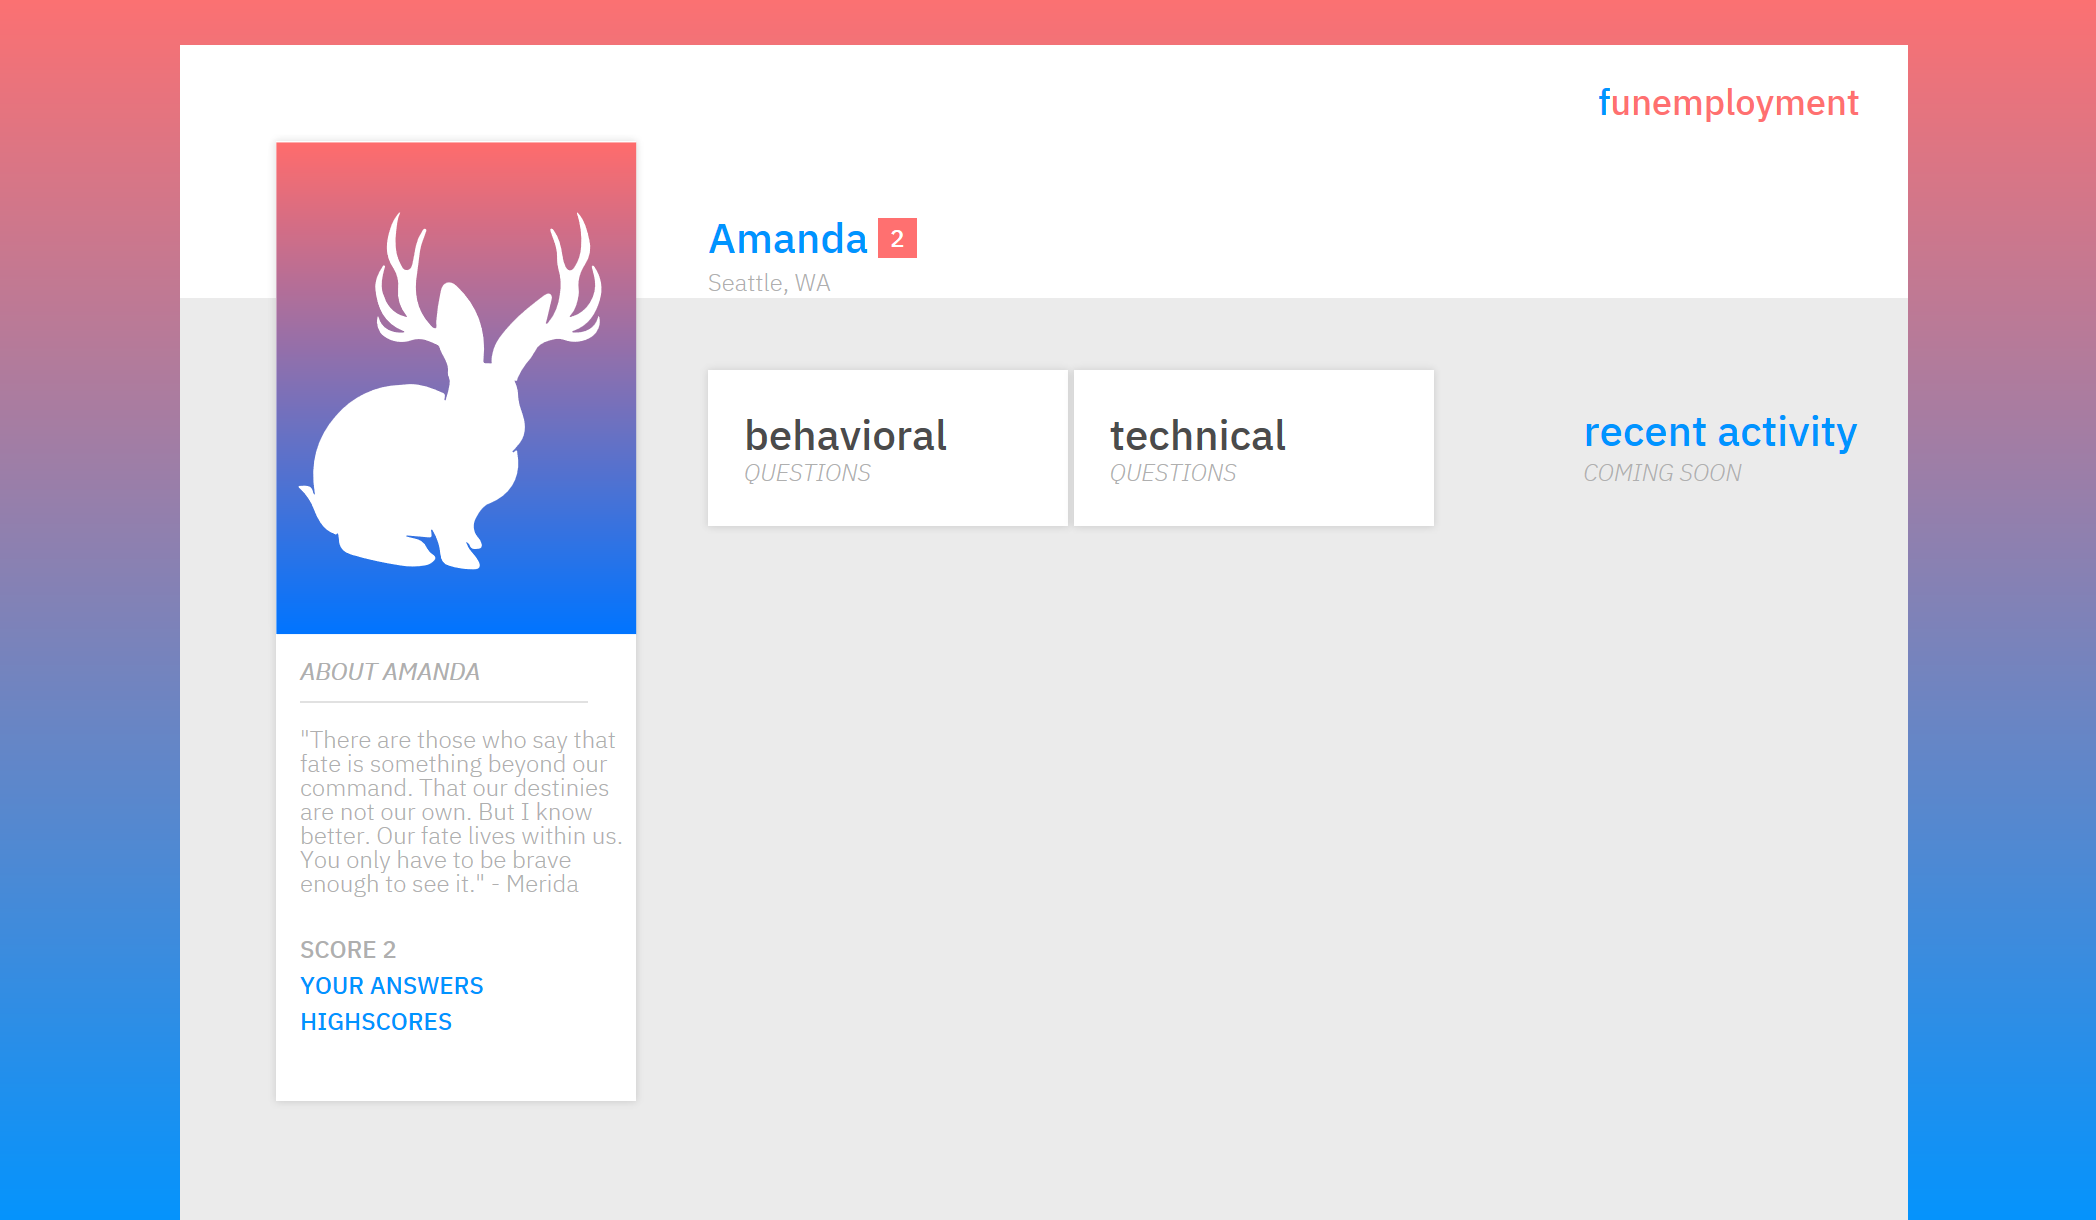 funemployment
Amanda 2
Seattle, WA
behavioral
QUESTIONS
technical
QUESTIONS
recent activity
COMING SOON
ABOUT AMANDA
"There are those who say that
fate is something beyond our
command. That our destinies
are not our own. But I know
better. Our fate lives within us.
You only have to be brave
enough to see it." - Merida
SCORE 2
YOUR ANSWERS
HIGHSCORES